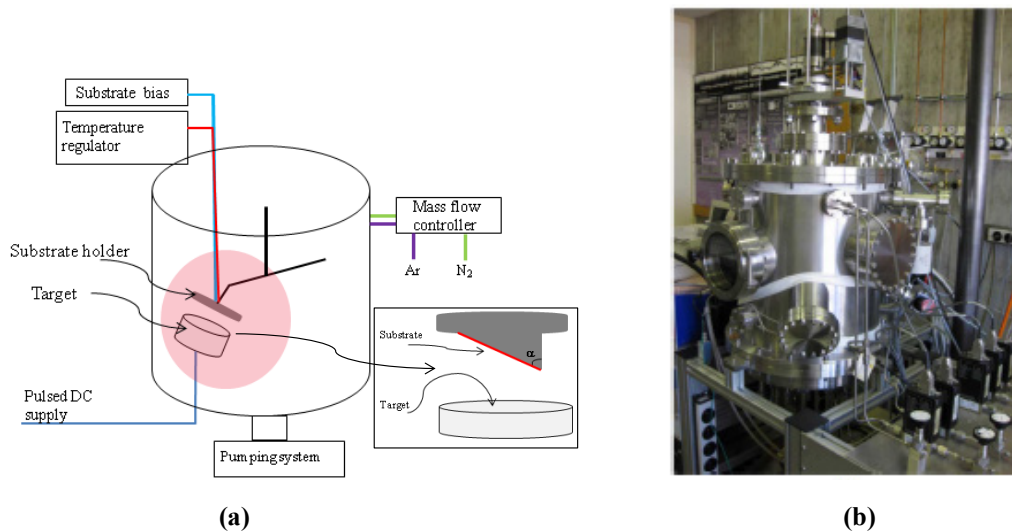 Substrate bias
Temperature
regulator
Mass flow
controller
Substrate holder
Ar
N2
Target
Substrate
α
Target
Pulsed DC
supply
Pumping system
(a)
(b)